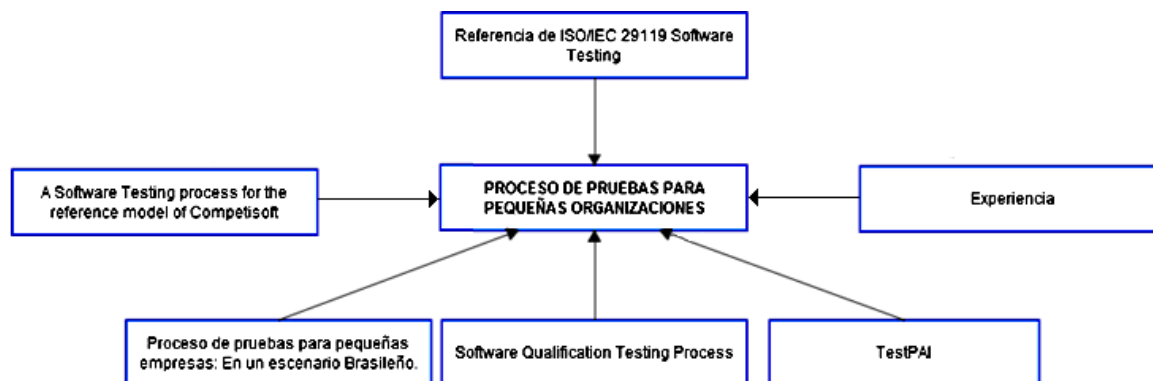 Referencia de ISO/IEC 29119 Software
Testing
A Software Testing process for the
reference model of Competisoft
PROCESO DE PRUEBAS PARA
PEQUEÑAS ORGANIZACIONES
Experiencia
Proceso de pruebas para pequeñas
empresas: En un escenario Brasileño.
Software Qualification Testing Process
TestPAI